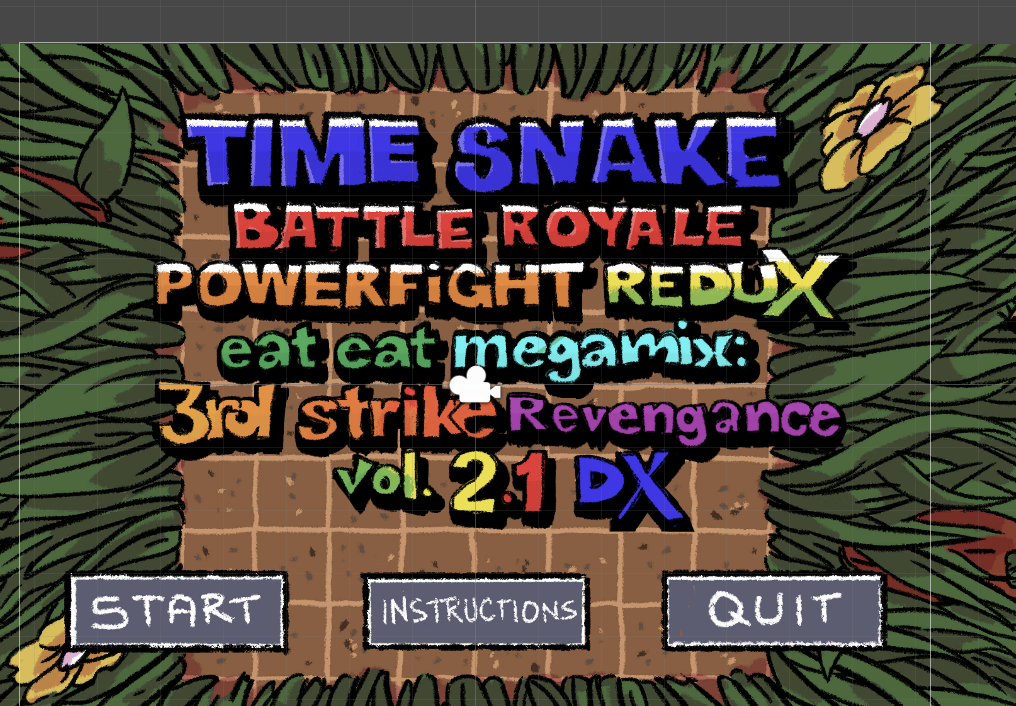 TIME SNAKE
BATTLE ROYALE
POWERFiGHT REDUX
eat eat megamix:
3rd strike Revengance
vol. 2.1 DX
START
INSTRUCTIONS
QUIT